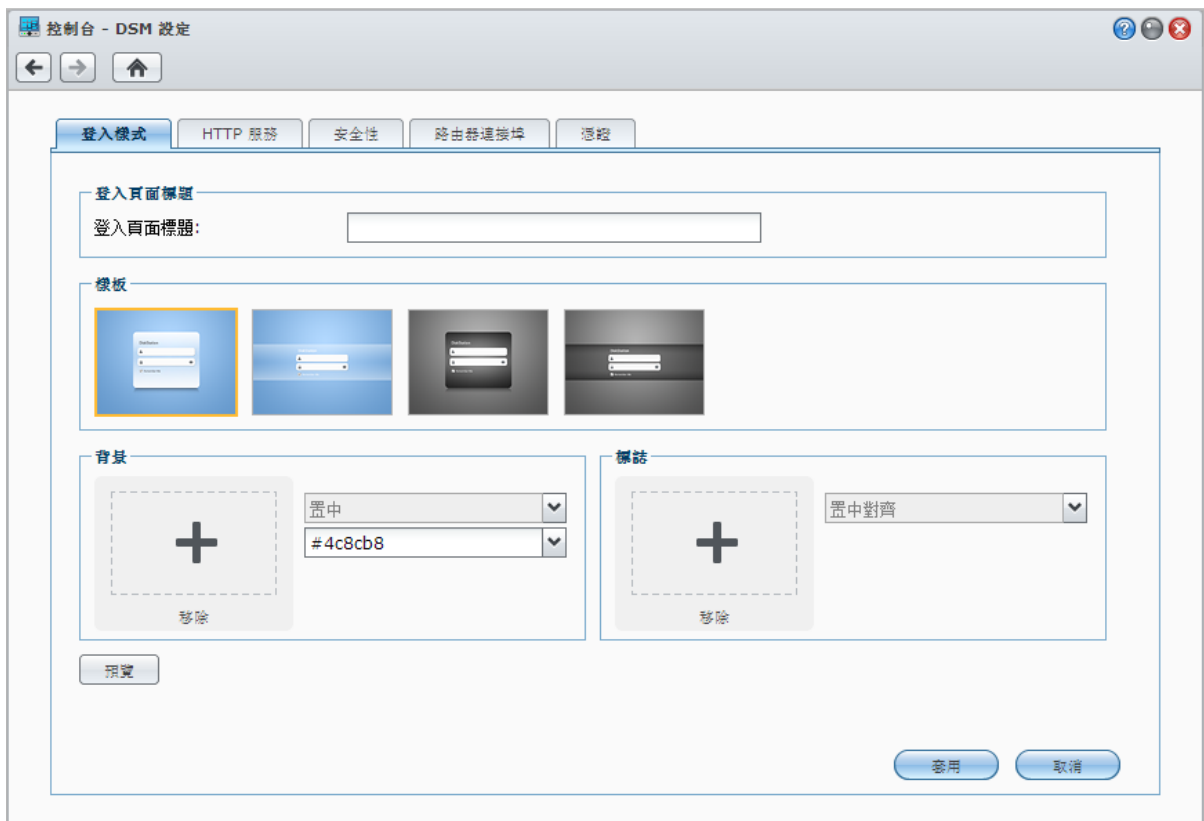 控制台 - DSM 設定
登入樣式 HTTP 服務 安全性 路由器連接埠 憑證
登入頁面標題
登入頁面標題:
樣板
背景
置中
#4c8cb8
移除
標誌
置中對齊
移除
預覽
套用 取消